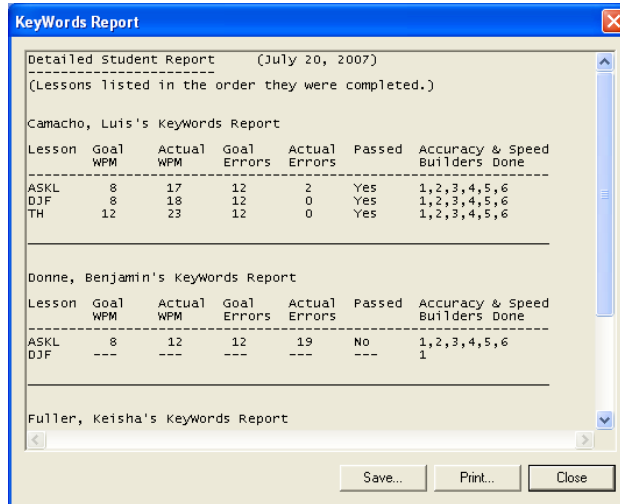 KeyWords Report
Detailed Student Report (July 20, 2007)
------------------------
(Lessons listed in the order they were completed.)
Camacho, Luis's KeyWords Report
Lesson Goal Actual Goal Actual Passed Accuracy & Speed
WPM WPM Errors Errors Builders Done
ASKL 8 17 12 2 Yes 1,2,3,4,5,6
DJF 8 18 12 0 Yes 1,2,3,4,5,6
TH 12 23 12 0 Yes 1,2,3,4,5,6
Donne, Benjamin's KeyWords Report
Lesson Goal Actual Goal Actual Passed Accuracy & Speed
WPM WPM Errors Errors Builders Done
ASKL 8 12 12 19 No 1,2,3,4,5,6
DJF --- --- --- --- --- 1
Fuller, Keisha's KeyWords Report
Save... Print... Close